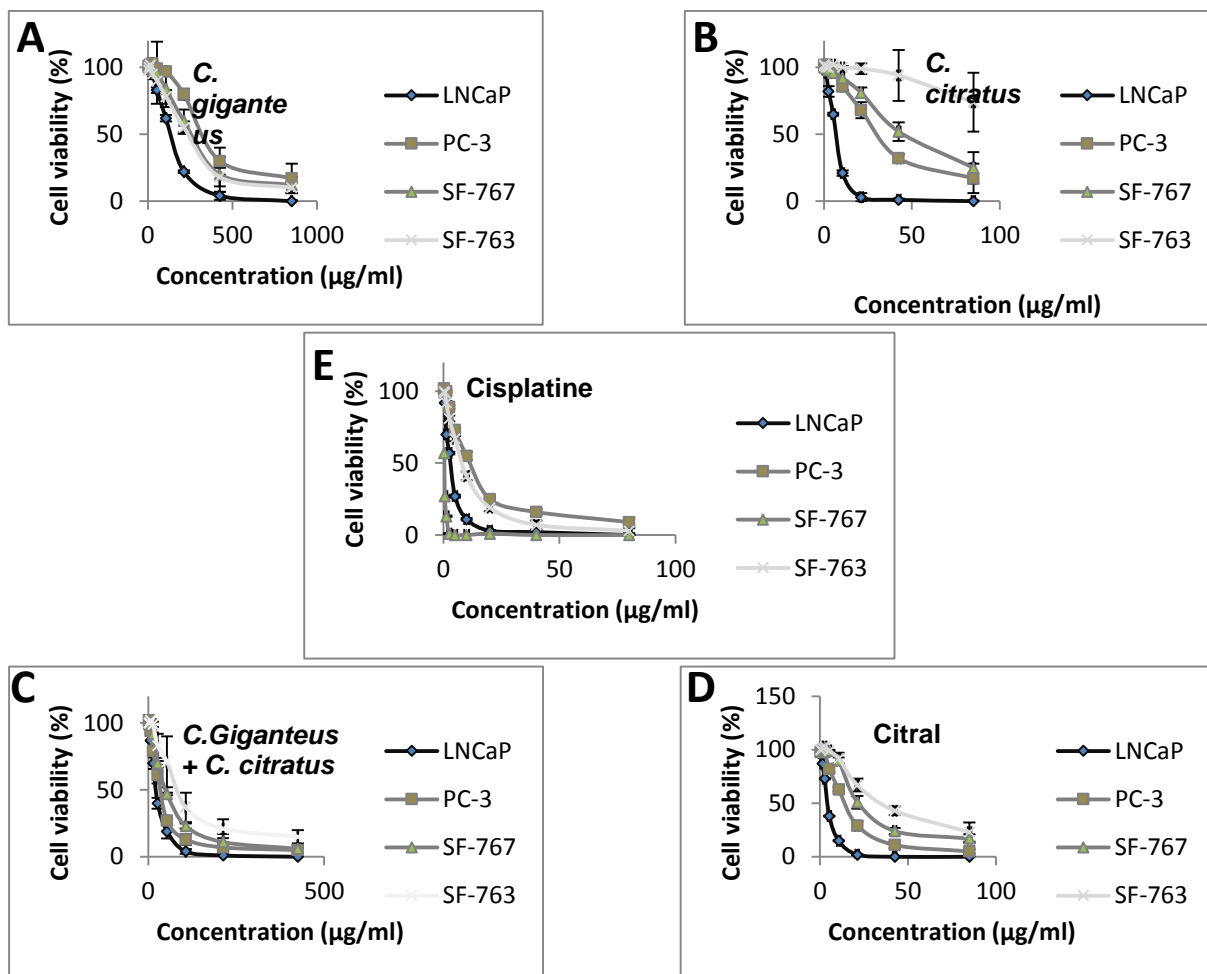 A
Cell viability (%)
100
50
0
C.
gigante
us
LNCaP
PC-3
SF-767
SF-763
0 500 1000
Concentration (µg/ml)
B
Cell viability (%)
100
50
0
C.
citratus
LNCaP
PC-3
SF-767
SF-763
0 50 100
Concentration (µg/ml)
E
Cell viability (%)
100
50
0
Cisplatine
LNCaP
PC-3
SF-767
SF-763
0 100
Concentration (µg/ml)
C
Cell viability (%)
100
50
0
C.Giganteus
+ C. citratus
LNCaP
PC-3
SF-767
SF-763
0 500
Concentration (µg/ml)
D
Cell viability (%)
150
100
50
0
Citral
LNCaP
PC-3
SF-767
SF-763
0 50 100
Concentration (µg/ml)